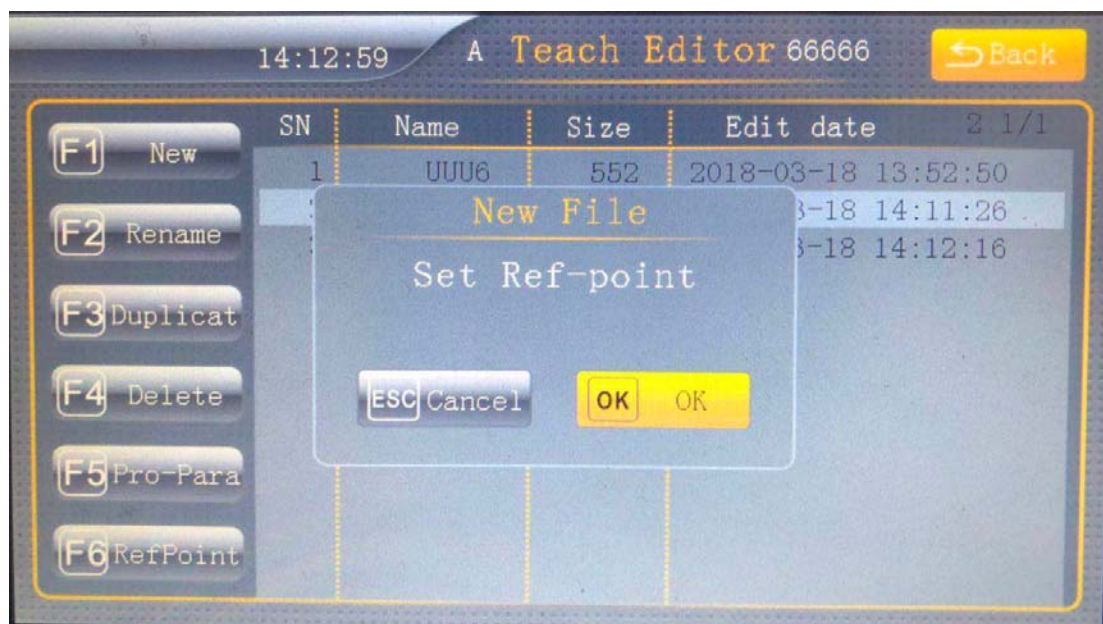 14:12:59 A Teach Editor 66666 Back
SN Name Size Edit date 2 1/1
F1 New
1 UUU6 552 2018-03-18 13:52:50
New File
3-18 14:11:26
F2 Rename
3-18 14:12:16
Set Ref-point
F3 Duplicat
F4 Delete
ESC Cancel OK OK
F5 Pro-Para
F6 RefPoint